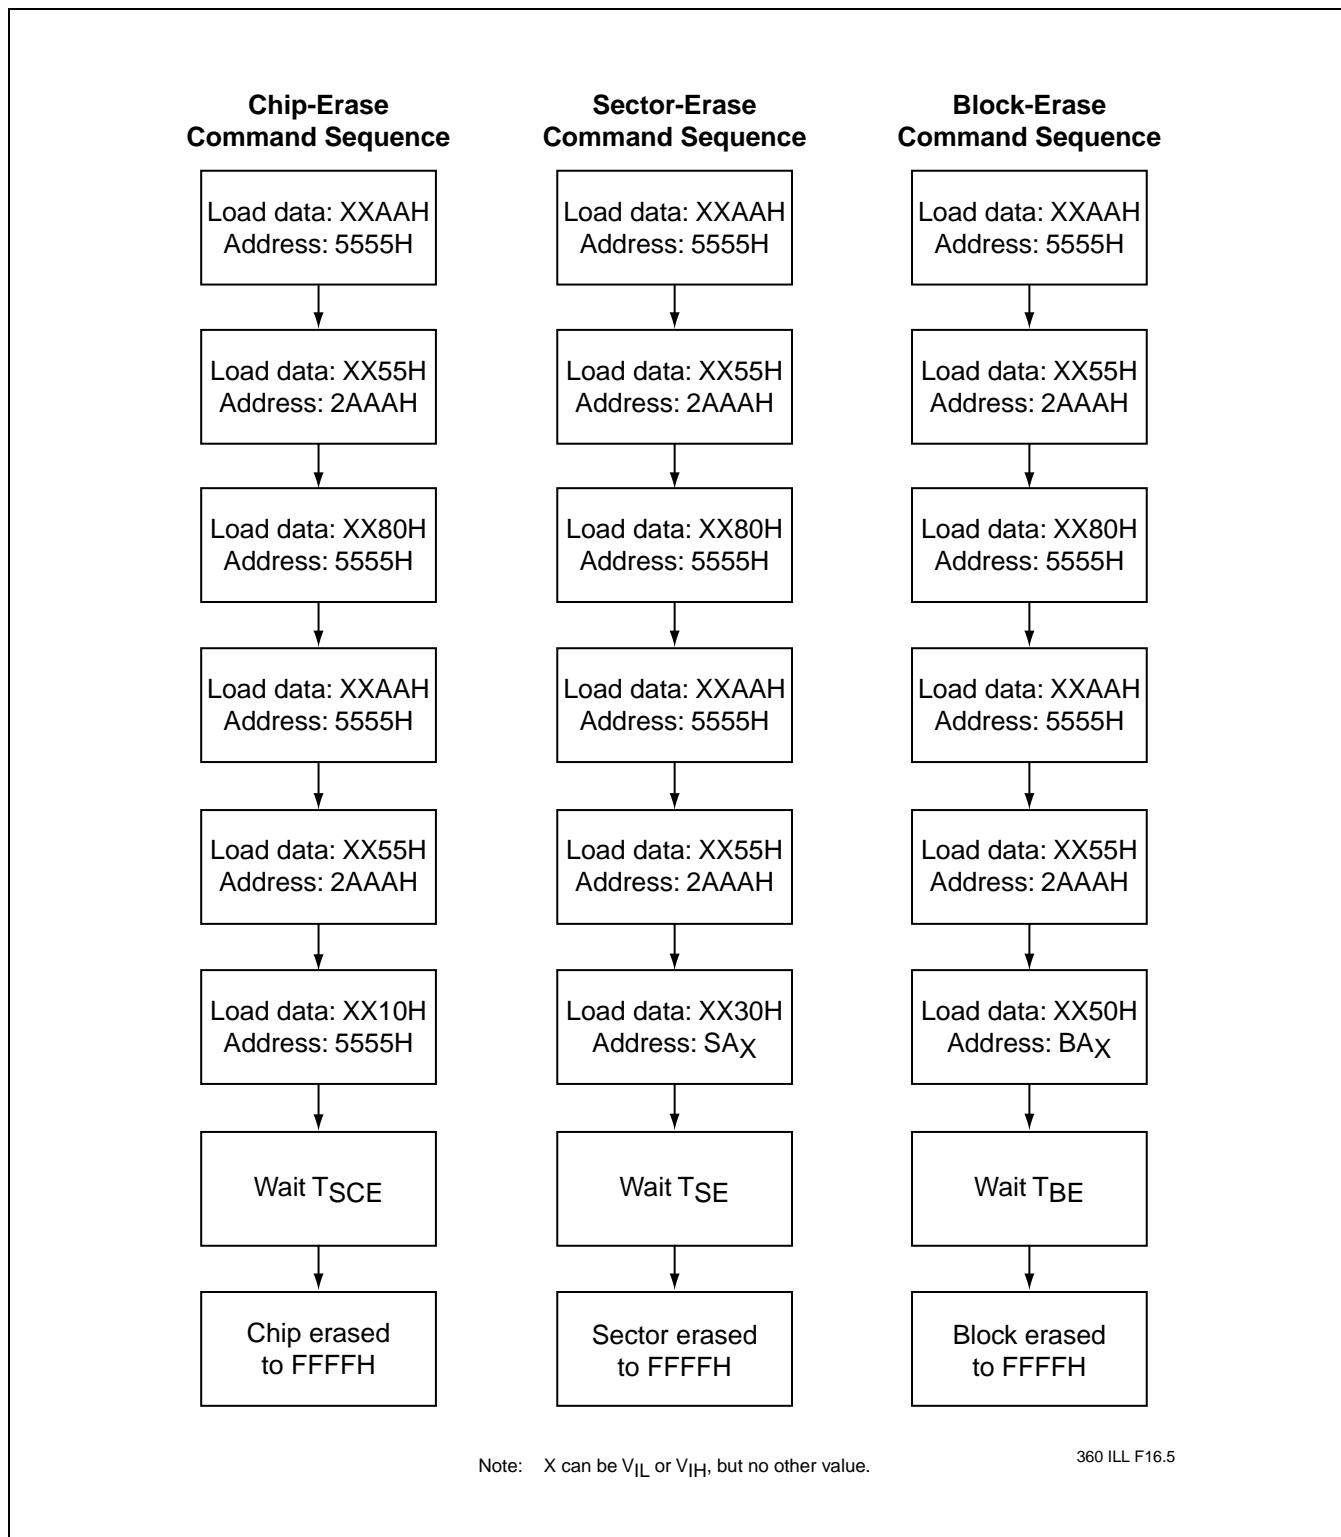 Chip-Erase
Command Sequence
Load data: XXAAH
Address: 5555H
Load data: XX55H
Address: 2AAAH
Load data: XX80H
Address: 5555H
Load data: XXAAH
Address: 5555H
Load data: XX55H
Address: 2AAAH
Load data: XX10H
Address: 5555H
Wait TSCE
Chip erased
to FFFFH
Sector-Erase
Command Sequence
Load data: XXAAH
Address: 5555H
Load data: XX55H
Address: 2AAAH
Load data: XX80H
Address: 5555H
Load data: XXAAH
Address: 5555H
Load data: XX55H
Address: 2AAAH
Load data: XX30H
Address: SAX
Wait TSE
Sector erased
to FFFFH
Block-Erase
Command Sequence
Load data: XXAAH
Address: 5555H
Load data: XX55H
Address: 2AAAH
Load data: XX80H
Address: 5555H
Load data: XXAAH
Address: 5555H
Load data: XX55H
Address: 2AAAH
Load data: XX50H
Address: BAX
Wait TBE
Block erased
to FFFFH
Note: X can be VIL or VIH, but no other value.
360 ILL F16.5